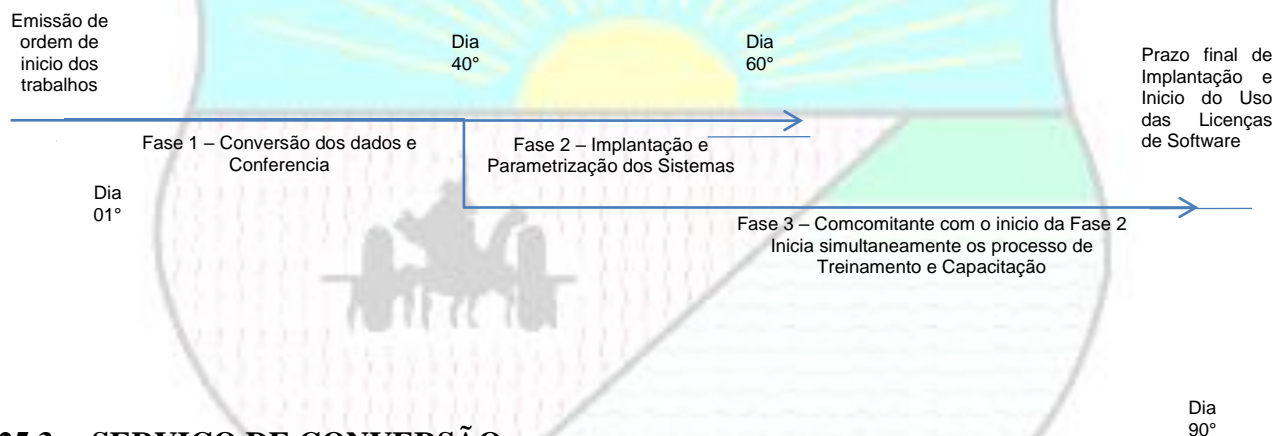 Emissão de
ordem de
inicio dos
trabalhos
Dia
40°
Dia
60°
Prazo final de
Implantação e
Inicio do Uso
das Licenças
de Software
Fase 1 – Conversão dos dados e
Conferencia
Fase 2 – Implantação e
Parametrização dos Sistemas
Dia
01°
Fase 3 – Comcomitante com o inicio da Fase 2
Inicia simultaneamente os processo de
Treinamento e Capacitação
Dia
90°